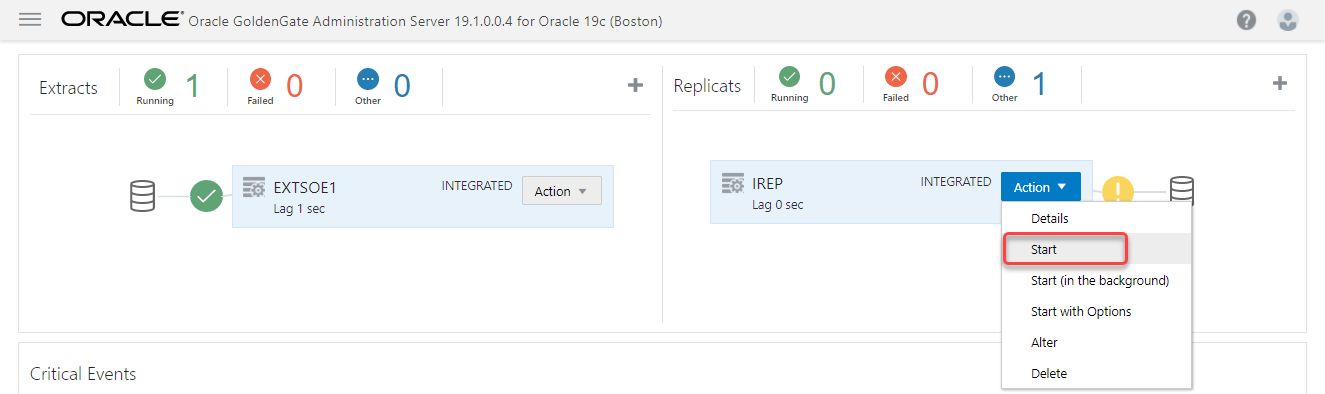 ORACLE® Oracle GoldenGate Administration Server 19.1.0.0.4 for Oracle 19c (Boston)
Extracts
1
Running
0
Failed
0
Other
Replicats
0
Running
0
Failed
1
Other
EXTSOE1
Lag 1 sec
INTEGRATED
Action
IREP
Lag 0 sec
INTEGRATED
Action
Details
Start
Start (in the background)
Start with Options
Alter
Delete
Critical Events